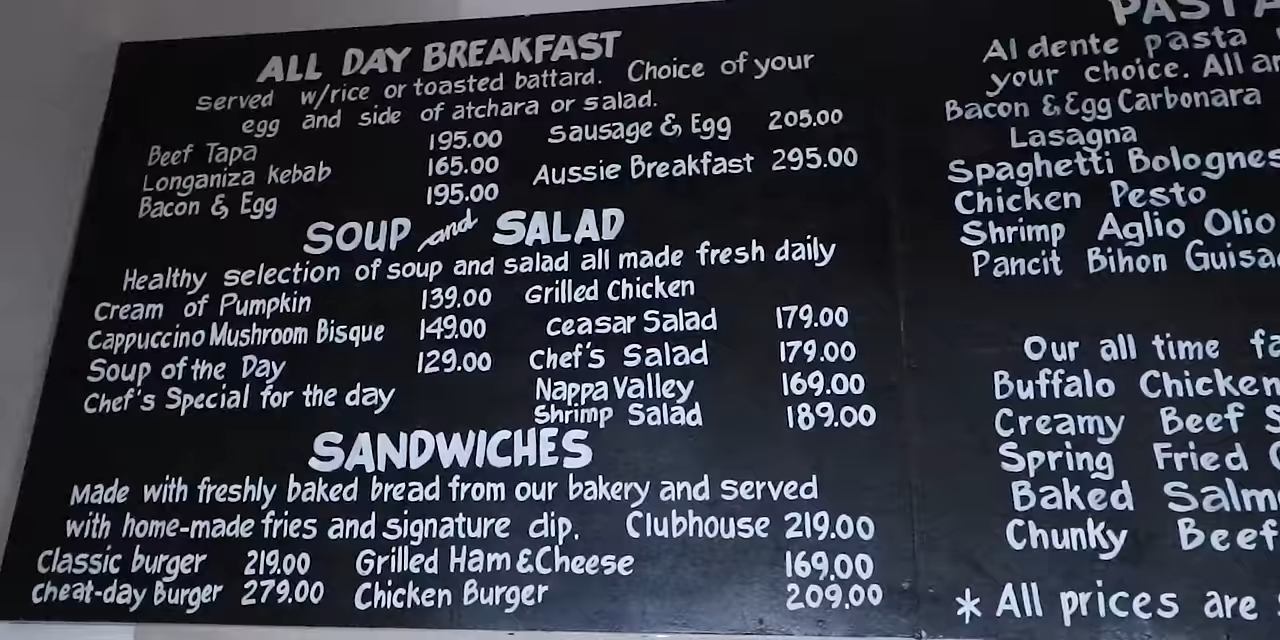 ALL DAY BREAKFAST
served w/rice or toasted battard. Choice of your
egg and side of atchara or salad.
Beef Tapa 195.00 Sausage & Egg 205.00
Longaniza kebab 165.00 Aussie Breakfast 295.00
Bacon & Egg 195.00
SOUP and SALAD
Healthy selection of soup and salad all made fresh daily
Cream of Pumpkin 139.00 Grilled Chicken
Cappuccino Mushroom Bisque 149.00 Ceasar Salad 179.00
Soup of the Day 129.00 Chef's Salad 179.00
Chef's Special for the day Nappa Valley 169.00
Shrimp Salad 189.00
SANDWICHES
Made with freshly baked bread from our bakery and served
with home-made fries and signature dip. Clubhouse 219.00
Classic burger 219.00 Grilled Ham & Cheese 169.00
Cheat-day Burger 279.00 Chicken Burger 209.00
PASTA
Al dente pasta
your choice. All
Bacon & Egg Carbonara
Lasagna
Spaghetti
Chicken Pesto
Shrimp Aglio Olio
Pancit Bihon
Our all time
Buffalo Chicken
Creamy Beef
Spring Fried
Baked
Chunky Beef
* All prices are